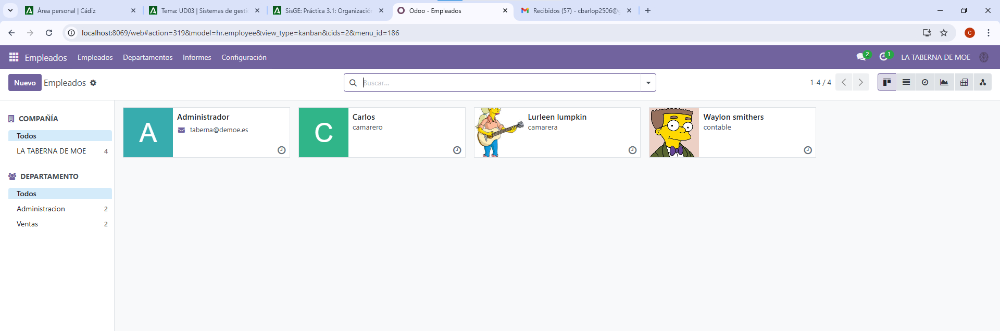 Área personal | Cádiz
Tema: UD03 | Sistemas de gesti
SisGE: Práctica 3.1: Organización
Odoo - Empleados
Recibidos (57) - cbarlop2506@g
localhost:8069/web#action=319&model=hr.employee&view_type=kanban&cids=2&menu_id=186
C
Empleados
Empleados
Departamentos
Informes
Configuración
2
1
LA TABERNA DE MOE
Nuevo
Empleados
Buscar...
1-4 / 4
COMPAÑÍA
Todos
LA TABERNA DE MOE 4
DEPARTAMENTO
Todos
Administracion 2
Ventas 2
A
Administrador
taberna@demoe.es
C
Carlos
camarero
Lurleen lumpkin
camarera
Waylon smithers
contable